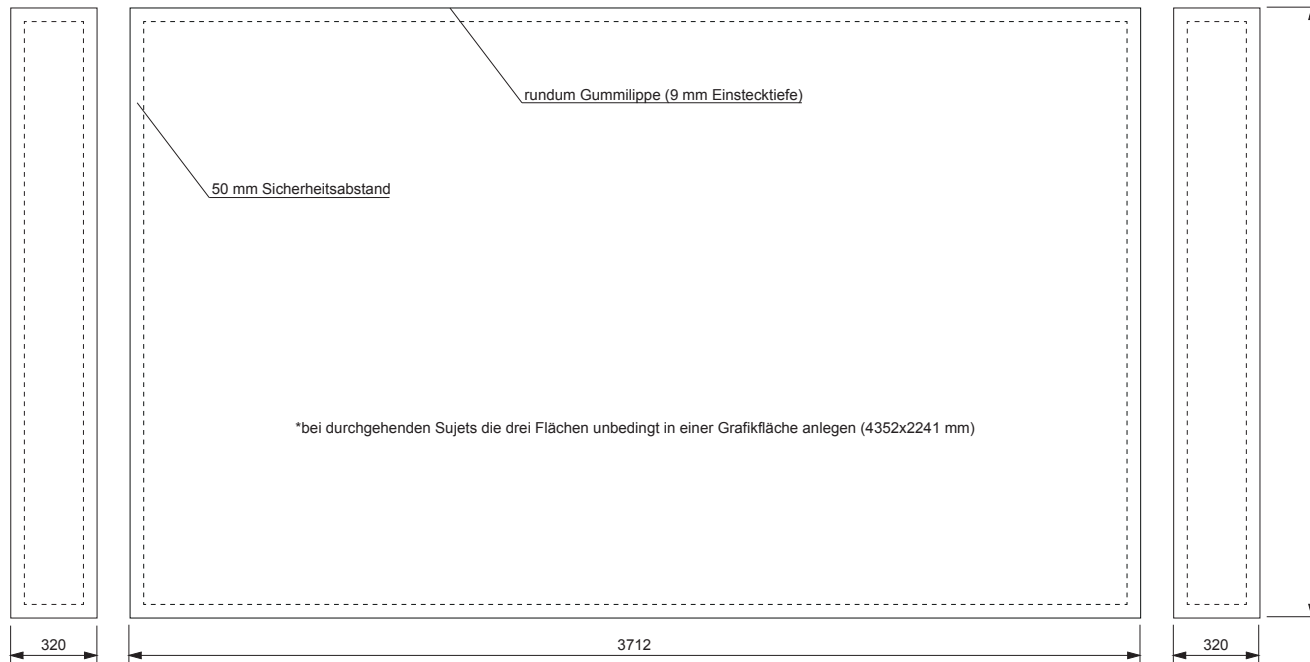 rundum Gummilippe (9 mm Einstecktiefe)
50 mm Sicherheitsabstand
*bei durchgehenden Sujets die drei Flächen unbedingt in einer Grafikfläche anlegen (4352x2241 mm)
320
3712
320